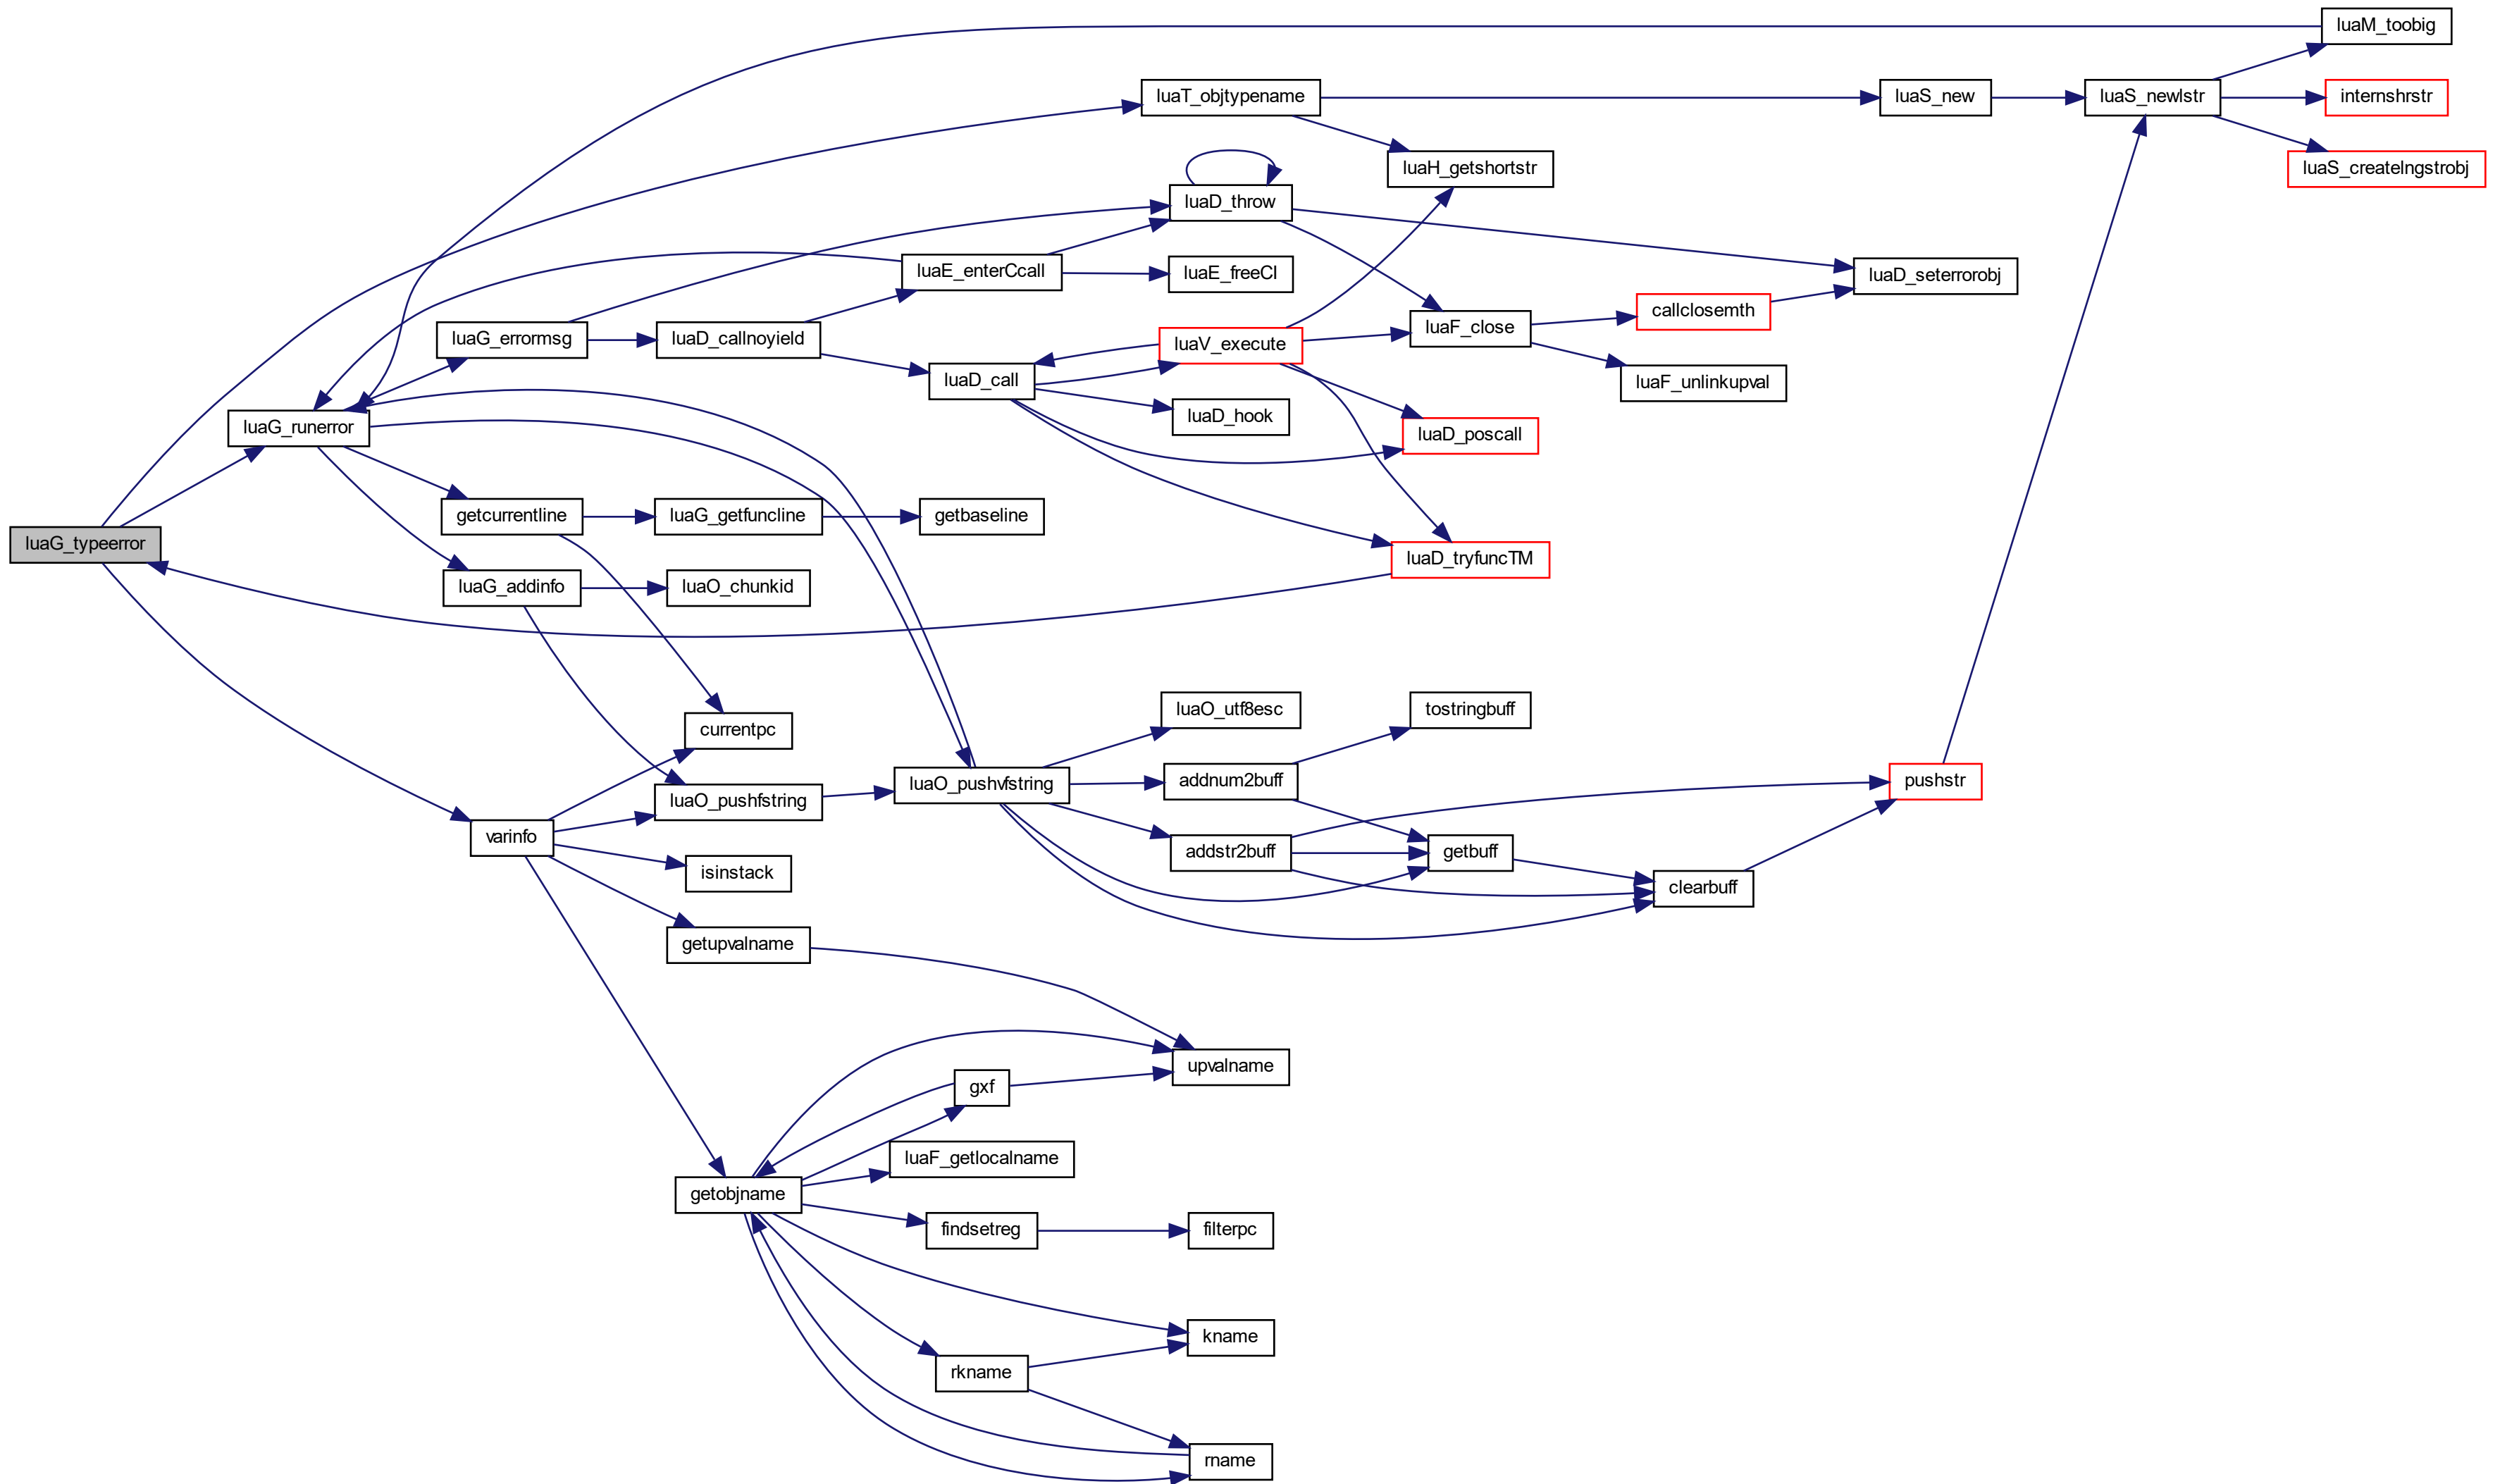 luaM_toobig
luaT_objtypename
luaS_new
luaS_newlstr
internshrstr
luaH_getshortstr
luaS_createlngstrobj
luaD_throw
luaE_enterCcall
luaE_freeCI
luaD_seterrorobj
callclosemth
luaF_close
luaG_errormsg
luaD_callnoyield
luaV_execute
luaD_call
luaF_unlinkupval
luaD_hook
luaG_runerror
luaD_poscall
getcurrentline
luaG_getfuncline
getbaseline
luaG_typeerror
luaD_tryfuncTM
luaG_addinfo
luaO_chunkid
luaO_utf8esc
tostringbuff
currentpc
luaO_pushvfstring
addnum2buff
pushstr
luaO_pushfstring
varinfo
addstr2buff
getbuff
isinstack
clearbuff
getupvalname
upvalname
gxf
luaF_getlocalname
getobjname
findsetreg
filterpc
kname
rkname
rname